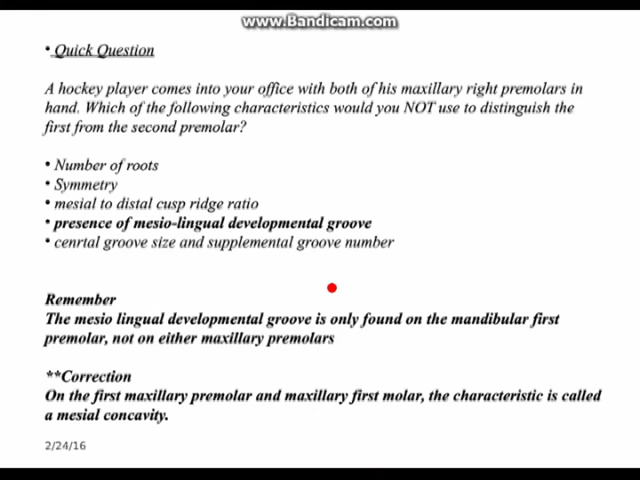 www.Bandicam.com
• Quick Question
A hockey player comes into your office with both of his maxillary right premolars in
hand. Which of the following characteristics would you NOT use to distinguish the
first from the second premolar?
• Number of roots
• Symmetry
• mesial to distal cusp ridge ratio
• presence of mesio-lingual developmental groove
• cenrtal groove size and supplemental groove number
Remember
The mesio lingual developmental groove is only found on the mandibular first
premolar, not on either maxillary premolars
**Correction
On the first maxillary premolar and maxillary first molar, the characteristic is called
a mesial concavity.
2/24/16